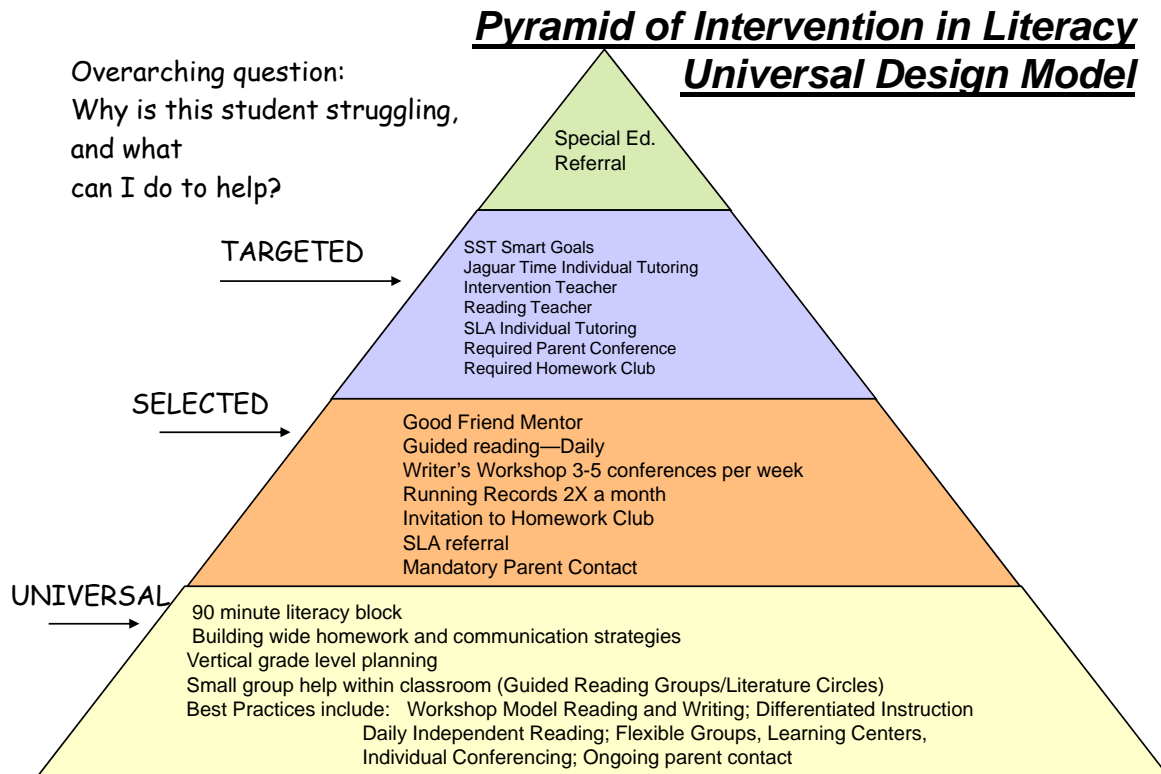 Pyramid of Intervention in Literacy
Universal Design Model
Overarching question:
Why is this student struggling,
and what
can I do to help?
Special Ed.
Referral
TARGETED
SST Smart Goals
Jaguar Time Individual Tutoring
Intervention Teacher
Reading Teacher
SLA Individual Tutoring
Required Parent Conference
Required Homework Club
SELECTED
Good Friend Mentor
Guided reading—Daily
Writer’s Workshop 3-5 conferences per week
Running Records 2X a month
Invitation to Homework Club
SLA referral
Mandatory Parent Contact
UNIVERSAL
90 minute literacy block
Building wide homework and communication strategies
Vertical grade level planning
Small group help within classroom (Guided Reading Groups/Literature Circles)
Best Practices include: Workshop Model Reading and Writing; Differentiated Instruction
Daily Independent Reading; Flexible Groups, Learning Centers,
Individual Conferencing; Ongoing parent contact